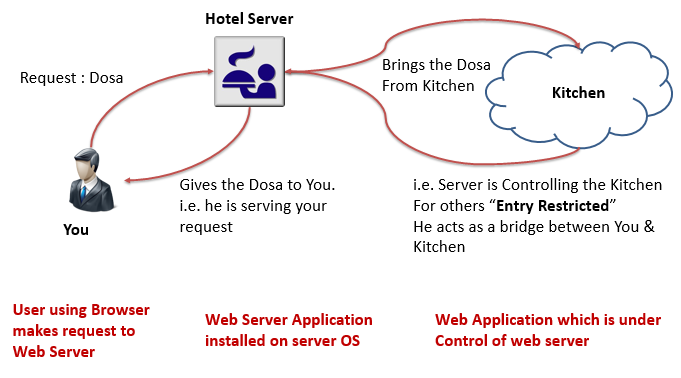 Hotel Server
Request : Dosa
Brings the Dosa
From Kitchen
Kitchen
You
Gives the Dosa to You.
i.e. he is serving your
request
i.e. Server is Controlling the Kitchen
For others “Entry Restricted”
He acts as a bridge between You &
Kitchen
User using Browser
makes request to
Web Server
Web Server Application
installed on server OS
Web Application which is under
Control of web server